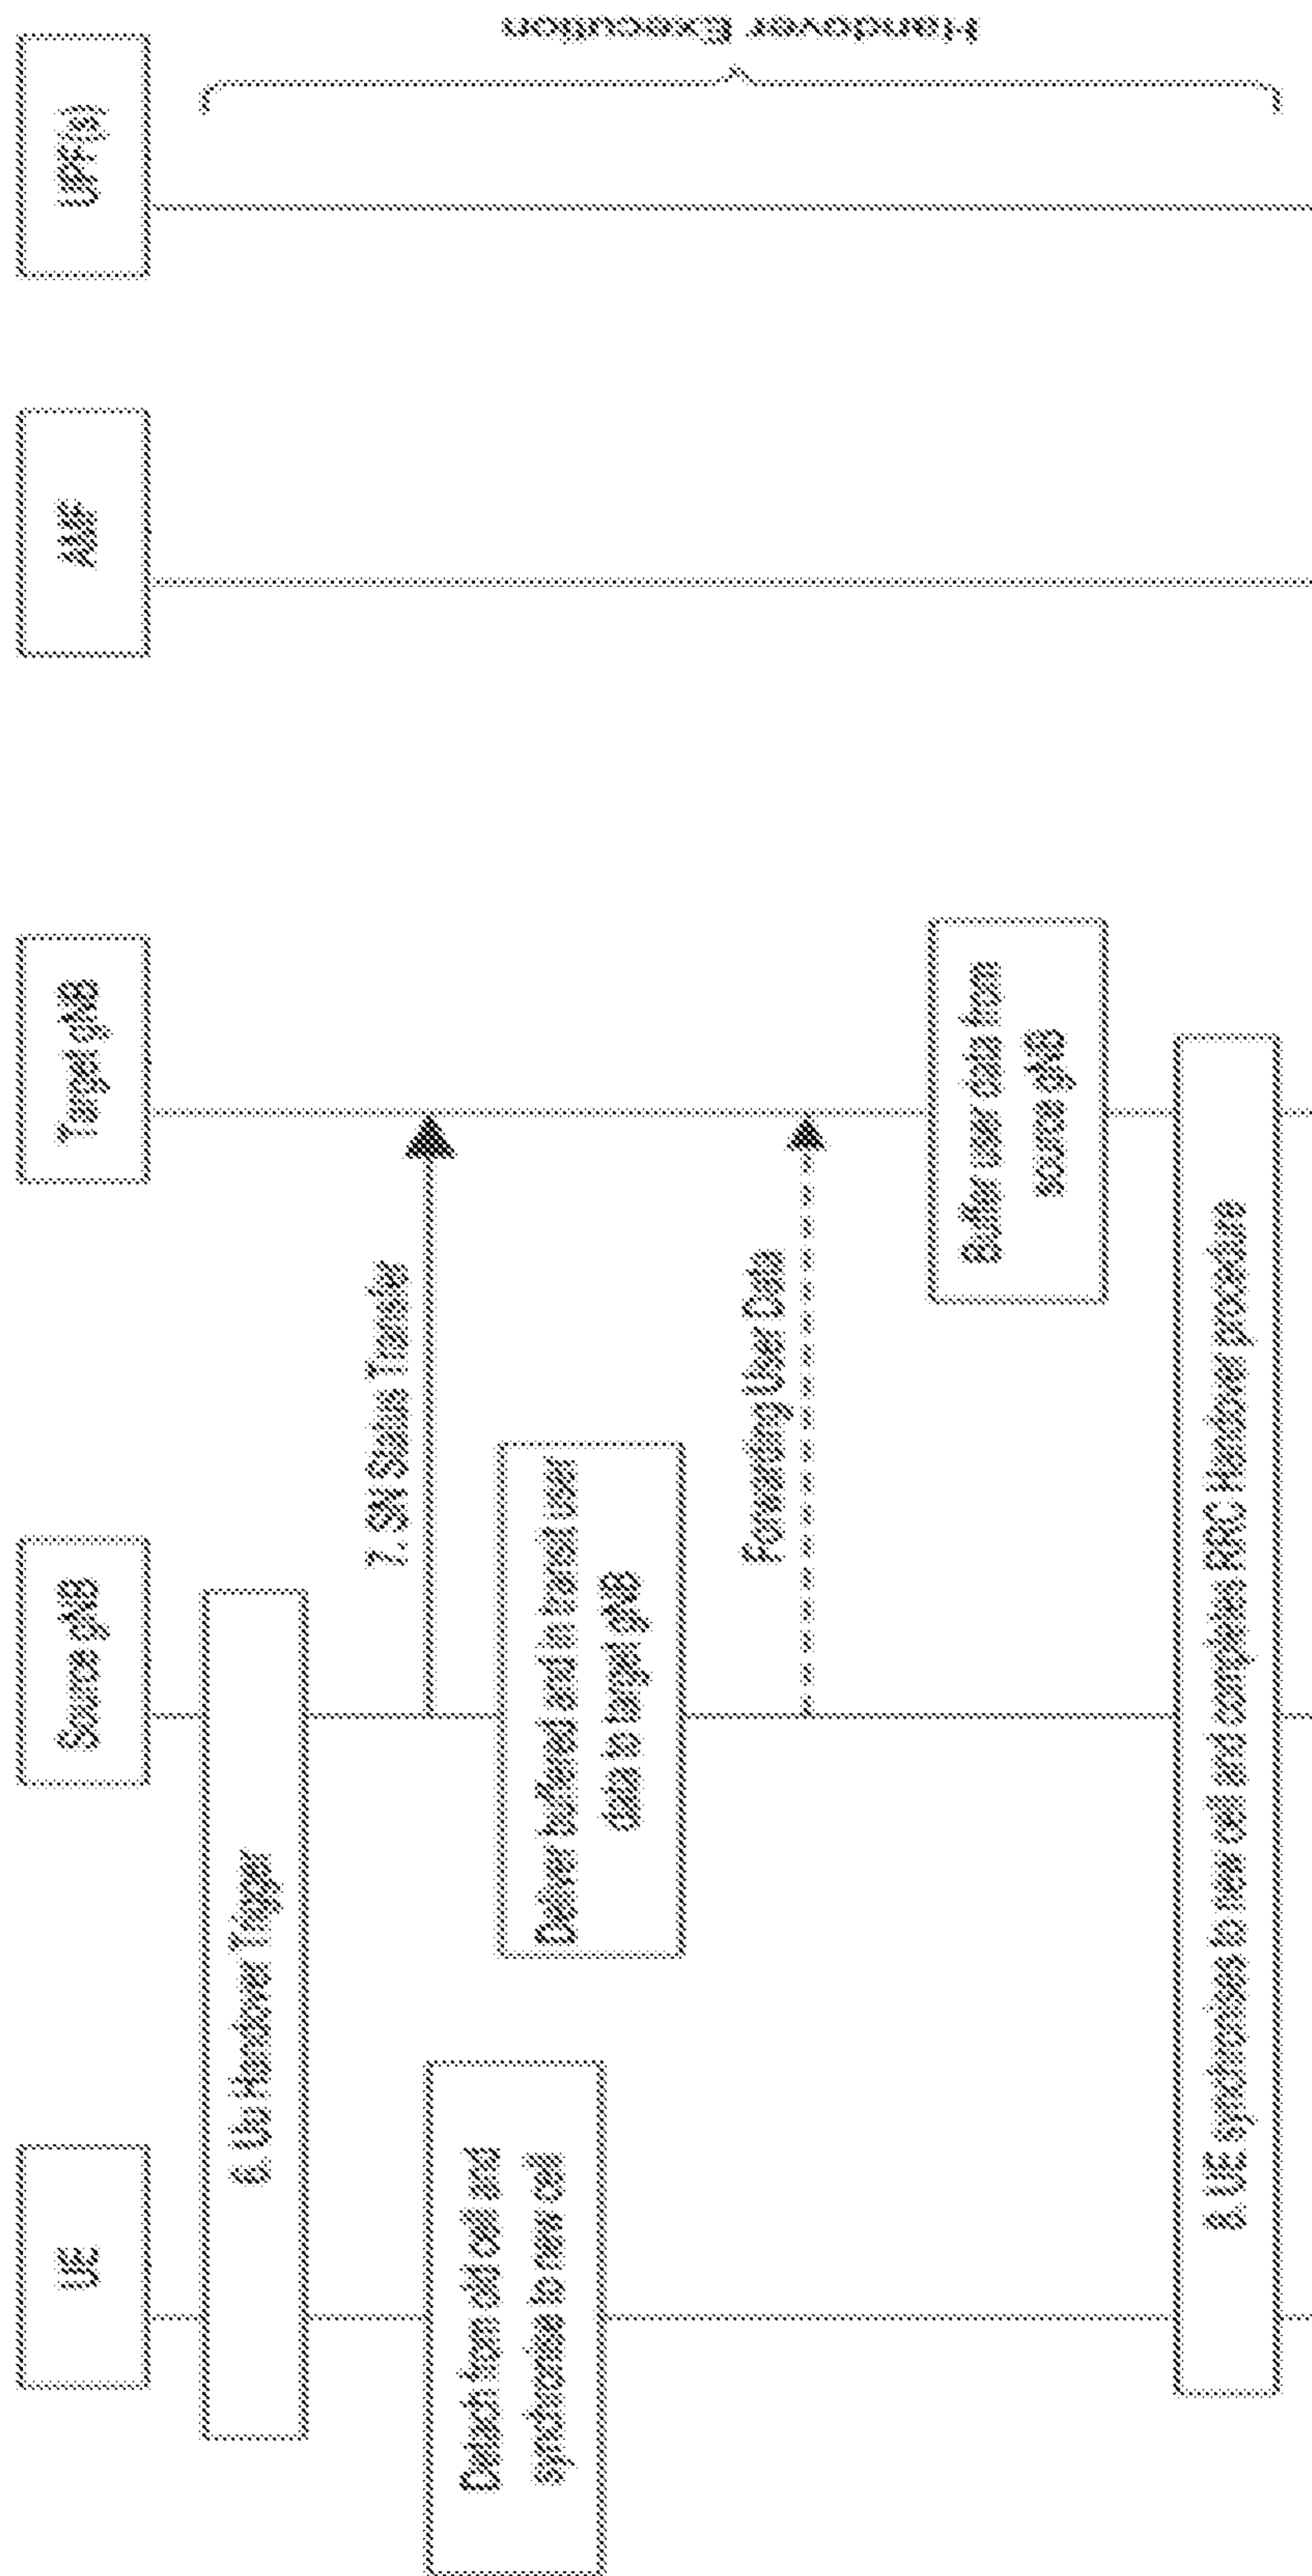 UE
Source gNB
Target gNB
AMF
UPF(s)
6. Uu Handover Trigger
7. SN Status Transfer
Detach from old cell and
synchronise to new cell
Deliver buffered and in transit user
data to target gNB
Forwarding User Data
Buffer user data from
source gNB
8. UE synchronises to new cell and completes RRC Handover procedure
Handover Execution